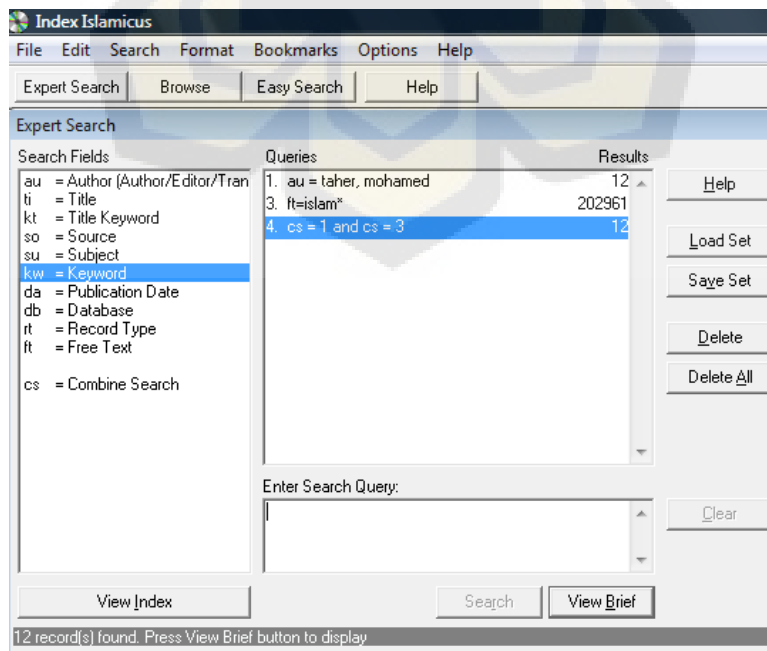 Index Islamicus
File Edit Search Format Bookmarks Options Help
Expert Search Browse Easy Search Help
Expert Search
Search Fields
au = Author (Author/Editor/Tran
ti = Title
kt = Title Keyword
so = Source
su = Subject
kw = Keyword
da = Publication Date
db = Database
rt = Record Type
ft = Free Text
cs = Combine Search
View Index
Queries Results
1. au = taher, mohamed 12
3. ft=islam* 202961
4. cs = 1 and cs = 3 12
Enter Search Query:
Search View Brief
Help
Load Set
Save Set
Delete
Delete All
Clear
12 record(s) found. Press View Brief button to display